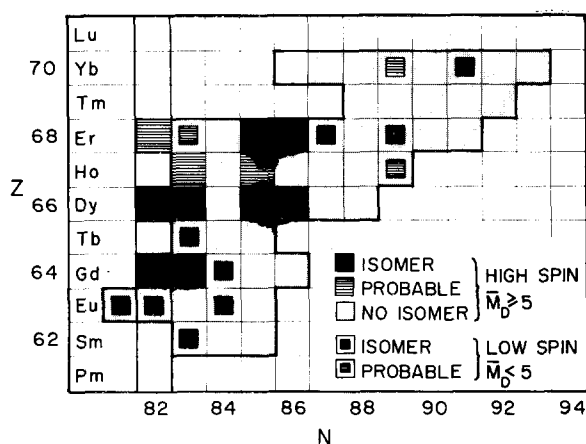 Lu
70 Yb
Tm
68 Er
Ho
Z
66 Dy
Tb
64 Gd
Eu
62 Sm
Pm
ISOMER
PROBABLE
NO ISOMER
HIGH SPIN
M̅D ≥ 5
ISOMER
PROBABLE
LOW SPIN
M̅D < 5
82 84 86 88 90 92 94
N